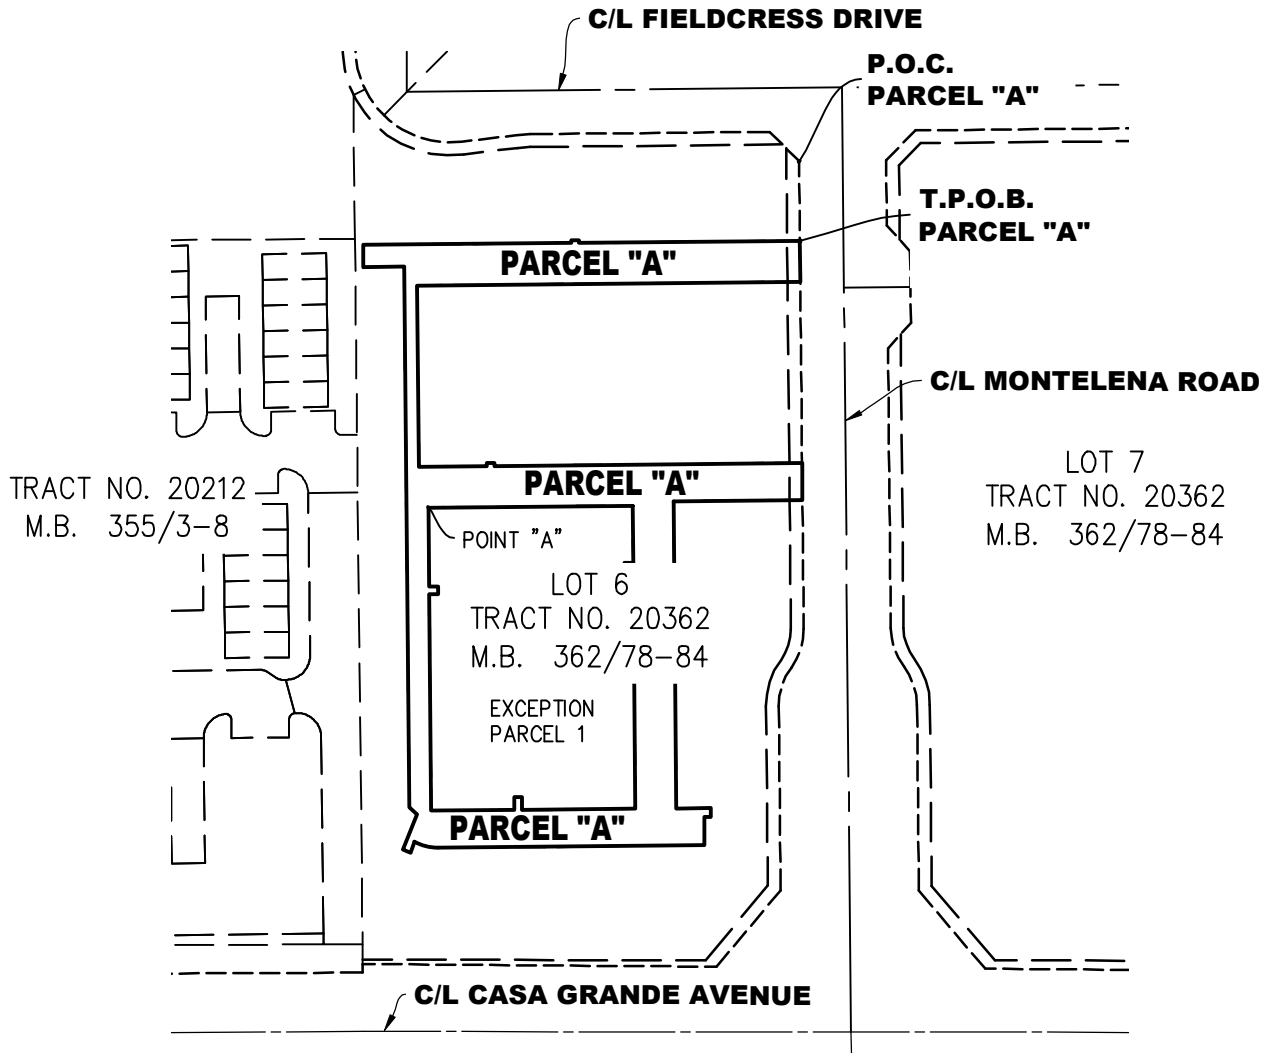 C/L FIELDCRESS DRIVE
P.O.C.
PARCEL "A"
T.P.O.B.
PARCEL "A"
PARCEL "A"
C/L MONTELENA ROAD
LOT 7
TRACT NO. 20362
M.B. 362/78-84
TRACT NO. 20212
M.B. 355/3-8
PARCEL "A"
POINT "A"
LOT 6
TRACT NO. 20362
M.B. 362/78-84
EXCEPTION
PARCEL 1
PARCEL "A"
C/L CASA GRANDE AVENUE